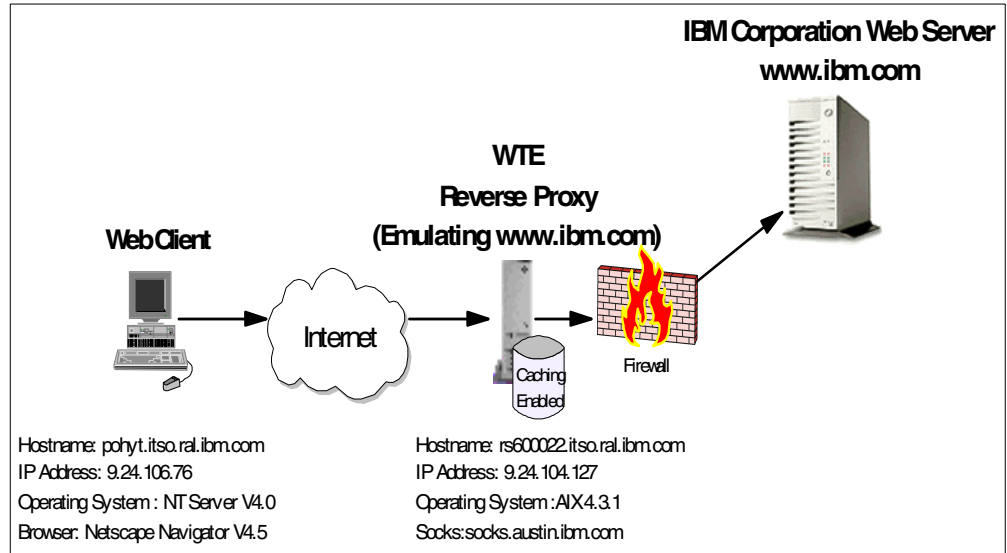 IBM Corporation Web Server
www.ibm.com
WTE
Reverse Proxy
(Emulating www.ibm.com)
Web Client
Internet
Caching
Enabled
Firewall
Hostname: pohyt.itso.ral.ibm.com
IP Address: 9.24.106.76
Operating System : NT Server V4.0
Browser: Netscape Navigator V4.5
Hostname: rs600022.itso.ral.ibm.com
IP Address: 9.24.104.127
Operating System :AIX 4.3.1
Socks:socks.austin.ibm.com